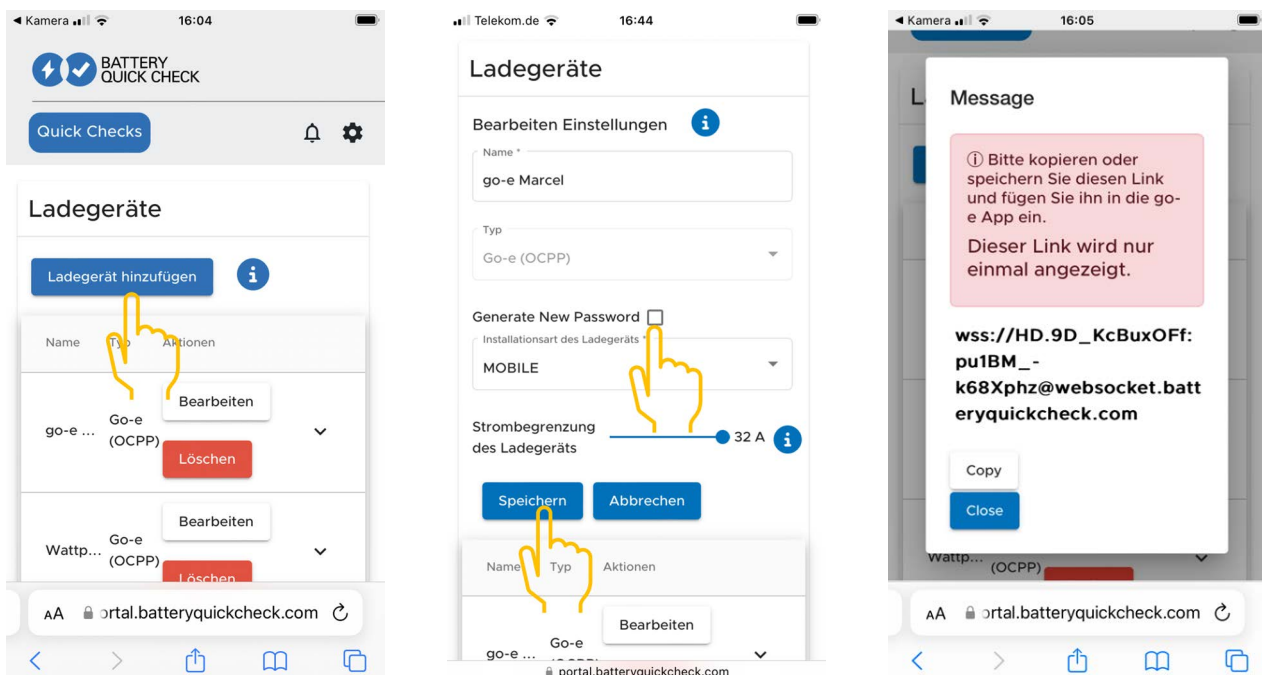 Kamera
16:04
BATTERY
QUICK CHECK
Quick Checks
Ladegeräte
Ladegerät hinzufügen
Name Typ Aktionen
Bearbeiten
go-e ... Go-e
(OCPP)
Löschen
Bearbeiten
Wattp... Go-e
(OCPP)
Löschen
AA ortal.batteryquickcheck.com
Telekom.de
16:44
Ladegeräte
Bearbeiten Einstellungen
Name *
go-e Marcel
Typ
Go-e (OCPP)
Generate New Password
Installationsart des Ladegeräts *
MOBILE
Strombegrenzung
des Ladegeräts
32 A
Speichern Abbrechen
Name Typ Aktionen
Bearbeiten
go-e ... Go-e
portal.batteryquickcheck.com
Kamera
16:05
Message
Bitte kopieren oder
speichern Sie diesen Link
und fügen Sie ihn in die go-
e App ein.
Dieser Link wird nur
einmal angezeigt.
wss://HD.9D_KcBuxOFf:
pu1BM_-
k68Xphz@websocket.batt
eryquickcheck.com
Copy
Close
Wattp...
(OCPP)
AA ortal.batteryquickcheck.com